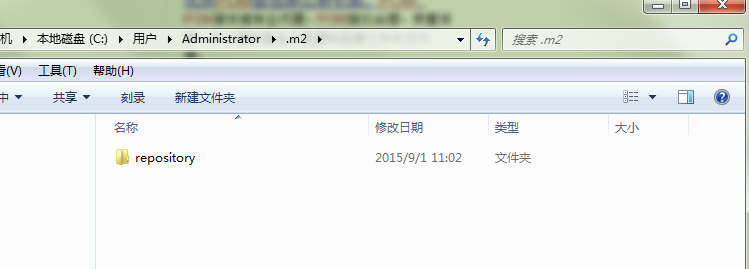 机 ▸ 本地磁盘 (C:) ▸ 用户 ▸ Administrator ▸ .m2 ▸ 搜索 .m2
看(V) 工具(T) 帮助(H)
中 共享 刻录 新建文件夹
名称 修改日期 类型 大小
repository 2015/9/1 11:02 文件夹